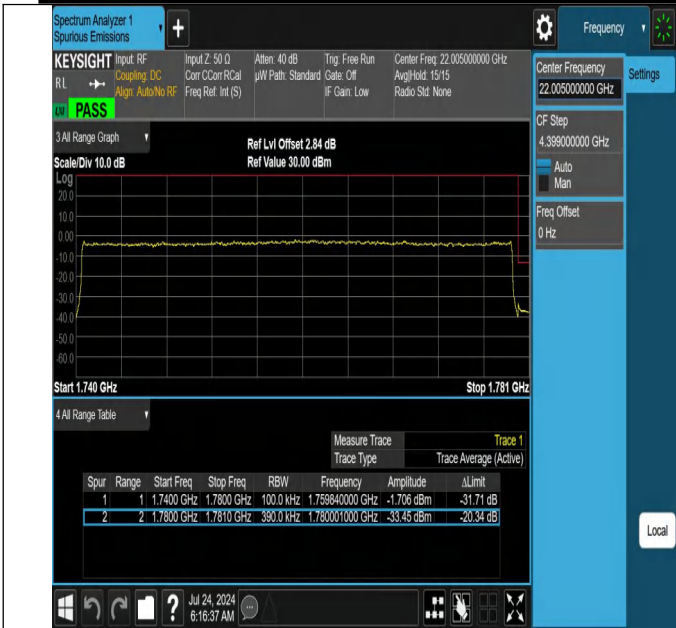 Spectrum Analyzer 1
Spurious Emissions
Frequency
KEYSIGHT
RL
PASS
Input: RF
Coupling: DC
Align: Auto/No RF
Input Z: 50 Ω
Corr CCorr RCal
Freq Ref: Int (S)
Atten: 40 dB
µW Path: Standard
Trig: Free Run
Gate: Off
IF Gain: Low
Center Freq: 22.005000000 GHz
Avg|Hold: 15/15
Radio Std: None
Center Frequency
22.005000000 GHz
Settings
CF Step
4.399000000 GHz
Auto
Man
Freq Offset
0 Hz
3 All Range Graph
Ref Lvl Offset 2.84 dB
Scale/Div 10.0 dB
Ref Value 30.00 dBm
Log
20.0
10.0
0.00
-10.0
-20.0
-30.0
-40.0
-50.0
-60.0
Start 1.740 GHz
Stop 1.781 GHz
4 All Range Table
Measure Trace Trace 1
Trace Type Trace Average (Active)
Spur Range Start Freq Stop Freq RBW Frequency Amplitude ΔLimit
1 1 1.7400 GHz 1.7800 GHz 100.0 kHz 1.759840000 GHz -1.706 dBm -31.71 dB
2 2 1.7800 GHz 1.7810 GHz 390.0 kHz 1.780001000 GHz -33.45 dBm -20.34 dB
Local
?
Jul 24, 2024
6:16:37 AM